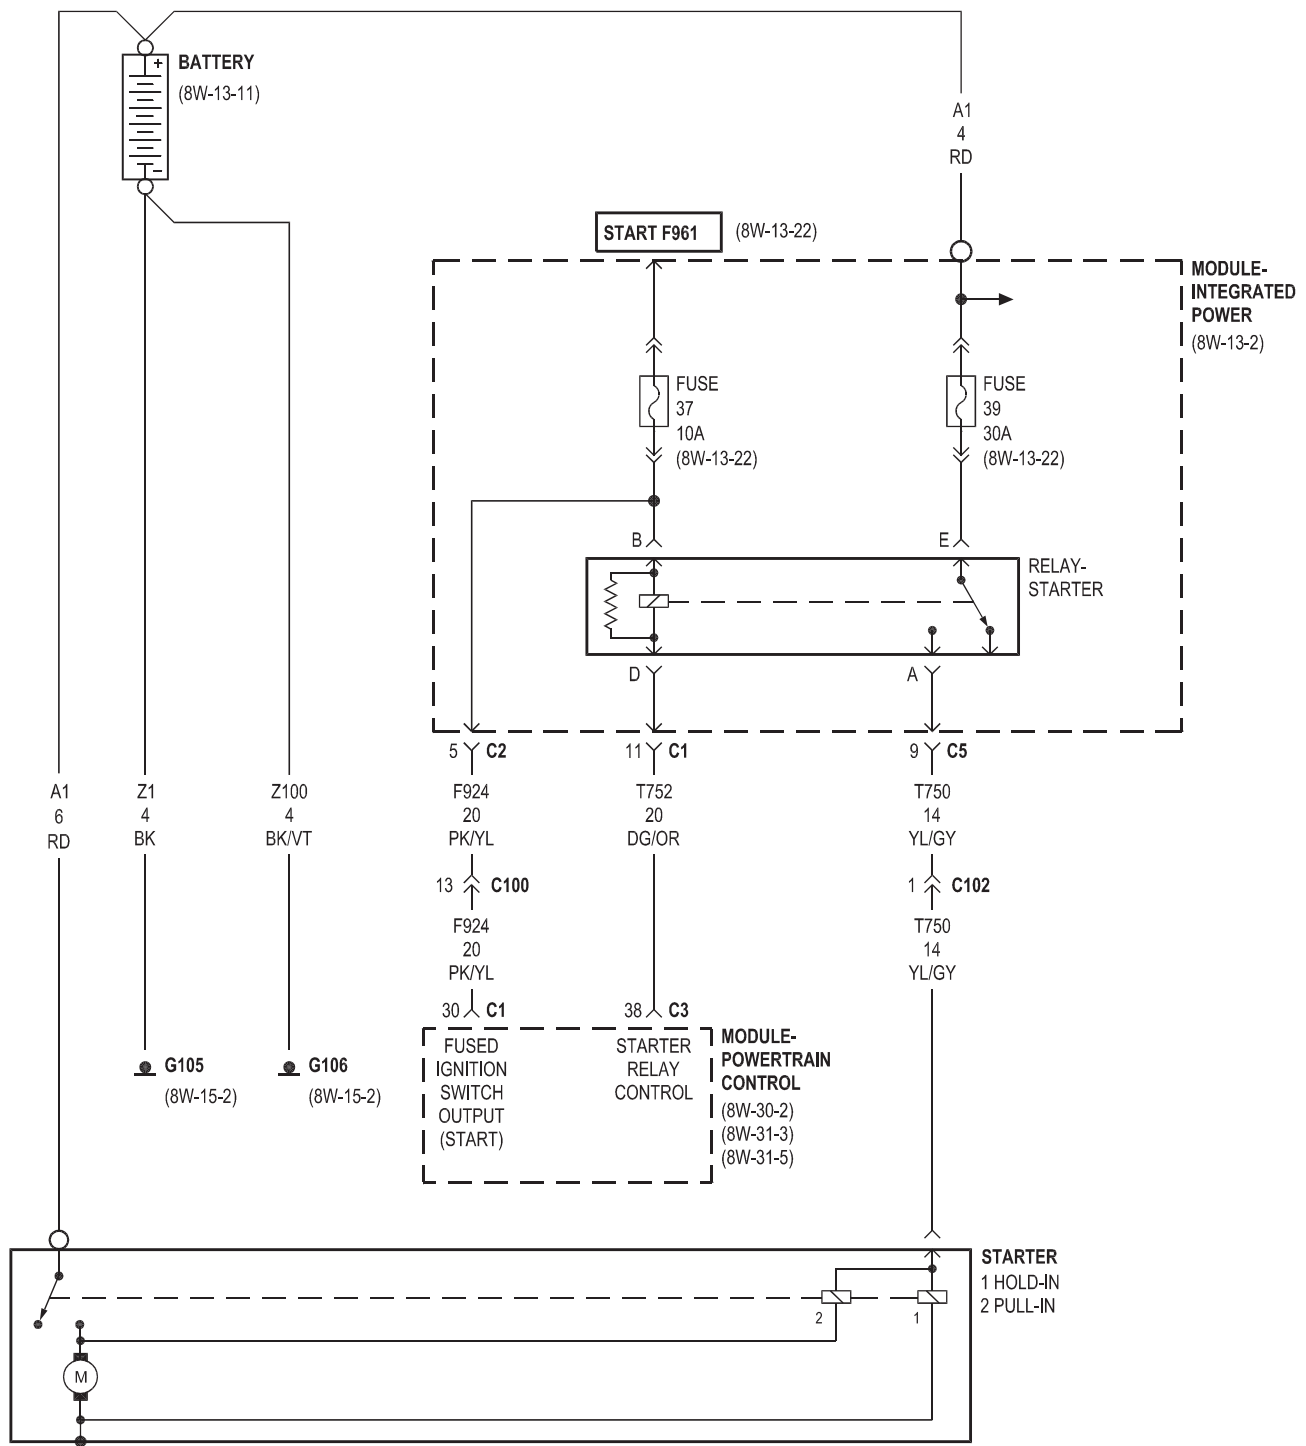 +
BATTERY
(8W-13-11)
−
A1
4
RD
START F961
(8W-13-22)
MODULE-
INTEGRATED
POWER
(8W-13-2)
FUSE
37
10A
(8W-13-22)
FUSE
39
30A
(8W-13-22)
B
E
RELAY-
STARTER
D
A
5
C2
11
C1
9
C5
A1
6
RD
Z1
4
BK
Z100
4
BK/VT
F924
20
PK/YL
T752
20
DG/OR
T750
14
YL/GY
13
C100
1
C102
F924
20
PK/YL
T750
14
YL/GY
30
C1
38
C3
G105
(8W-15-2)
G106
(8W-15-2)
FUSED
IGNITION
SWITCH
OUTPUT
(START)
STARTER
RELAY
CONTROL
MODULE-
POWERTRAIN
CONTROL
(8W-30-2)
(8W-31-3)
(8W-31-5)
STARTER
1 HOLD-IN
2 PULL-IN
2
1
M